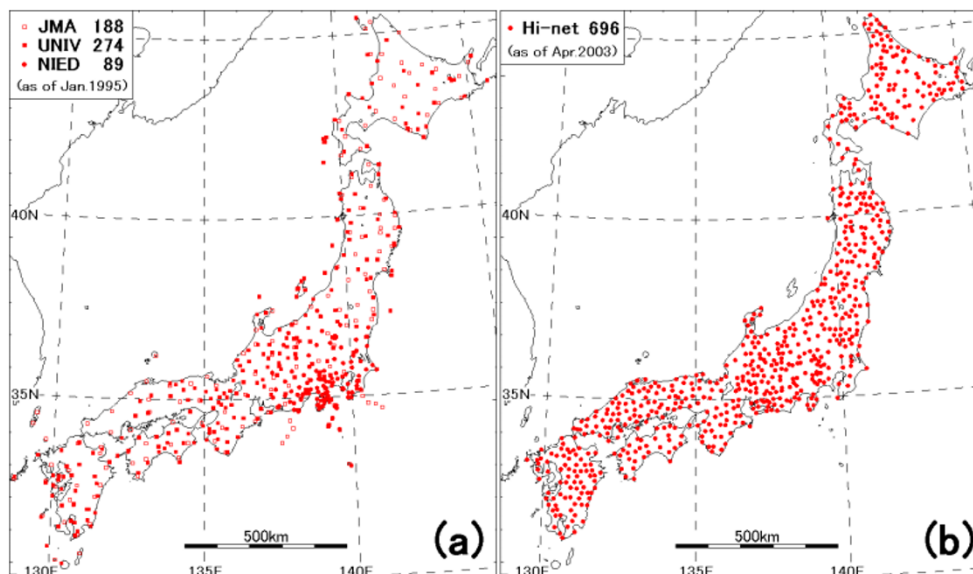 JMA 188
UNIV 274
NIED 89
(as of Jan.1995)
40N
35N
500km
(a)
130E
135E
140E
Hi-net 696
(as of Apr.2003)
40N
35N
500km
(b)
130E
135E
140E